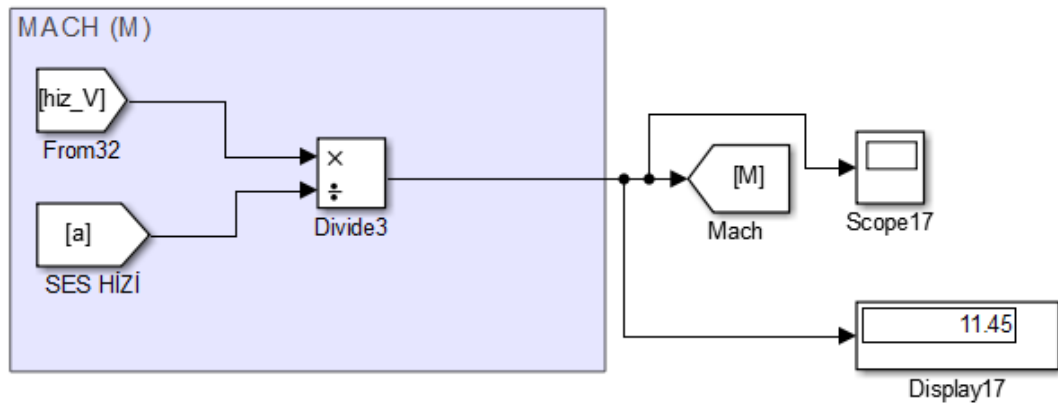 MACH (M)
[hiz_V]
From32
[a]
SES HİZİ
×
÷
Divide3
[M]
Mach
Scope17
11.45
Display17